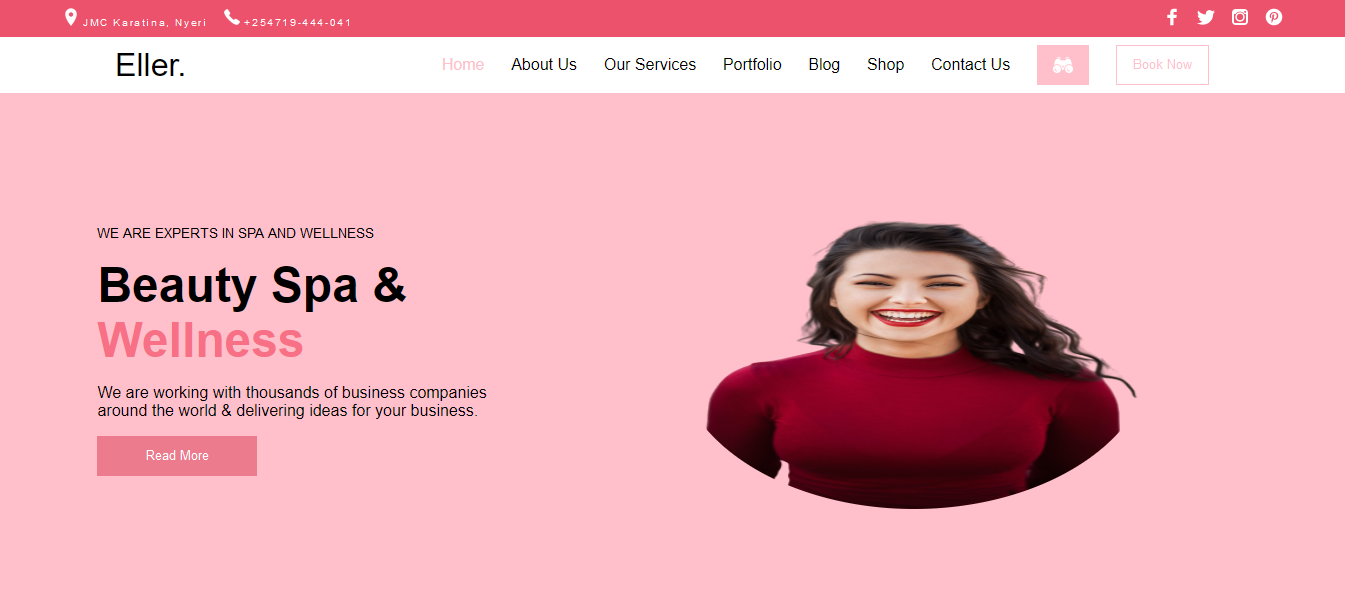 JMC Karatina, Nyeri +254719-444-041
Eller. Home About Us Our Services Portfolio Blog Shop Contact Us Book Now
WE ARE EXPERTS IN SPA AND WELLNESS
Beauty Spa &
Wellness
We are working with thousands of business companies
around the world & delivering ideas for your business.
Read More